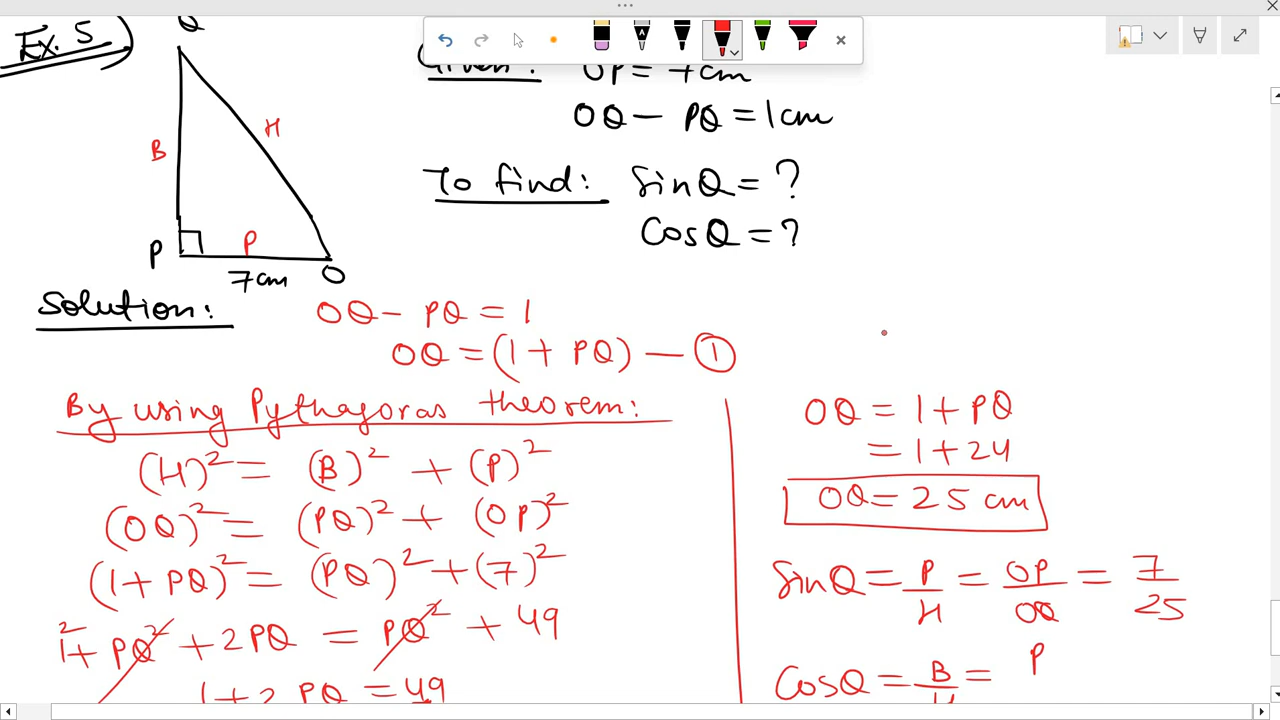 Ex. 5)
Q
B
H
P
P
7cm
O
Given: OP = 7cm
OQ - PQ = 1cm
To find: SinQ = ?
CosQ = ?
Solution:
OQ - PQ = 1
OQ = (1 + PQ) — ①
By using Pythagoras theorem:
(H)² = (B)² + (P)²
(OQ)² = (PQ)² + (OP)²
(1 + PQ)² = (PQ)² + (7)²
1² + PQ² + 2PQ = PQ² + 49
1 + 2 PQ = 49
OQ = 1 + PQ
= 1 + 24
OQ = 25 cm
SinQ = P/H = OP/OQ = 7/25
CosQ = B/H = P